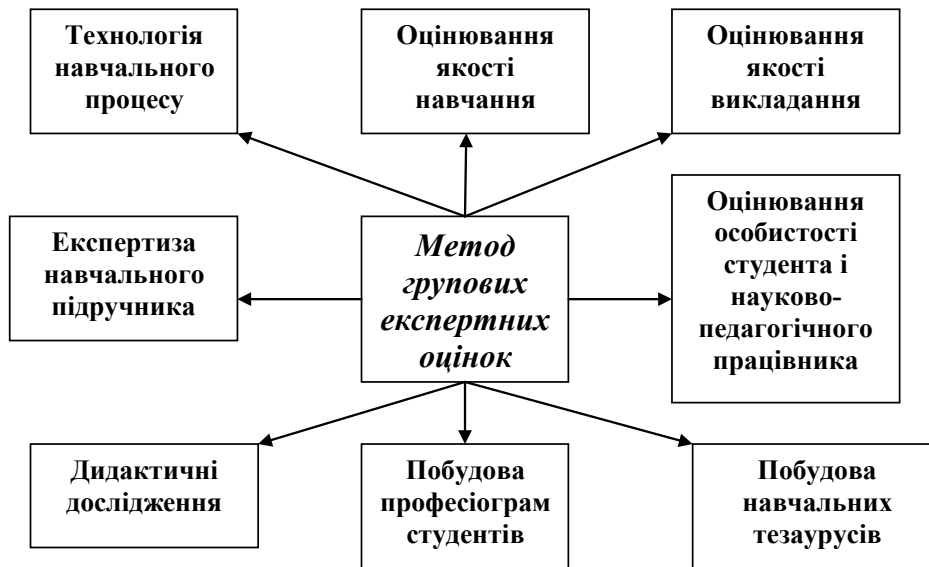 Технологія
навчального
процесу
Оцінювання
якості
навчання
Оцінювання
якості
викладання
Експертиза
навчального
підручника
Метод
групових
експертних
оцінок
Оцінювання
особистості
студента і
науково-
педагогічного
працівника
Дидактичні
дослідження
Побудова
професіограм
студентів
Побудова
навчальних
тезаурусів